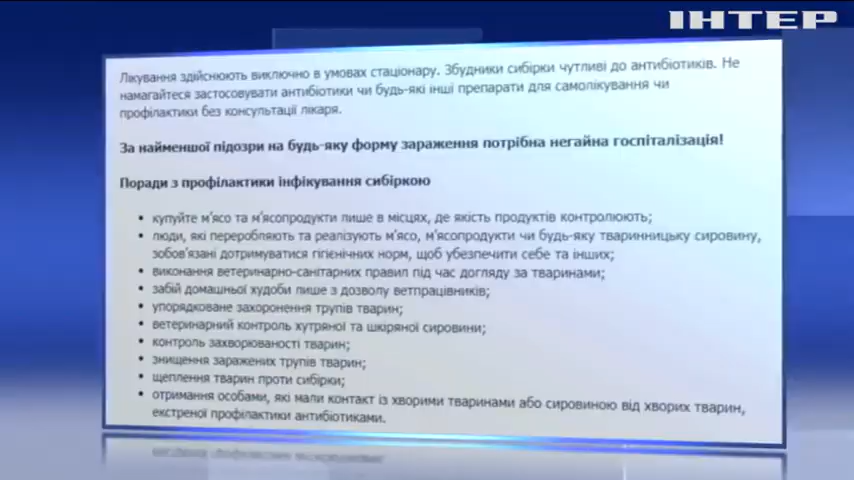 ІНТЕР
Лікування здійснюють виключно в умовах стаціонару. Збудники сибірки чутливі до антибіотиків. Не
намагайтеся застосовувати антибіотики чи будь-які інші препарати для самолікування чи
профілактики без консультації лікаря.
За найменшої підозри на будь-яку форму зараження потрібна негайна госпіталізація!
Поради з профілактики інфікування сибіркою
• купуйте м'ясо та м'ясопродукти лише в місцях, де якість продуктів контролюють;
• люди, які переробляють та реалізують м'ясо, м'ясопродукти чи будь-яку тваринницьку сировину,
зобов'язані дотримуватися гігієнічних норм, щоб убезпечити себе та інших;
• виконання ветеринарно-санітарних правил під час догляду за тваринами;
• забій домашньої худоби лише з дозволу ветпрацівників;
• упорядковане захоронення трупів тварин;
• ветеринарний контроль хутряної та шкіряної сировини;
• контроль захворюваності тварин;
• знищення заражених трупів тварин;
• щеплення тварин проти сибірки;
• отримання особами, які мали контакт із хворими тваринами або сировиною від хворих тварин,
екстреної профілактики антибіотиками.